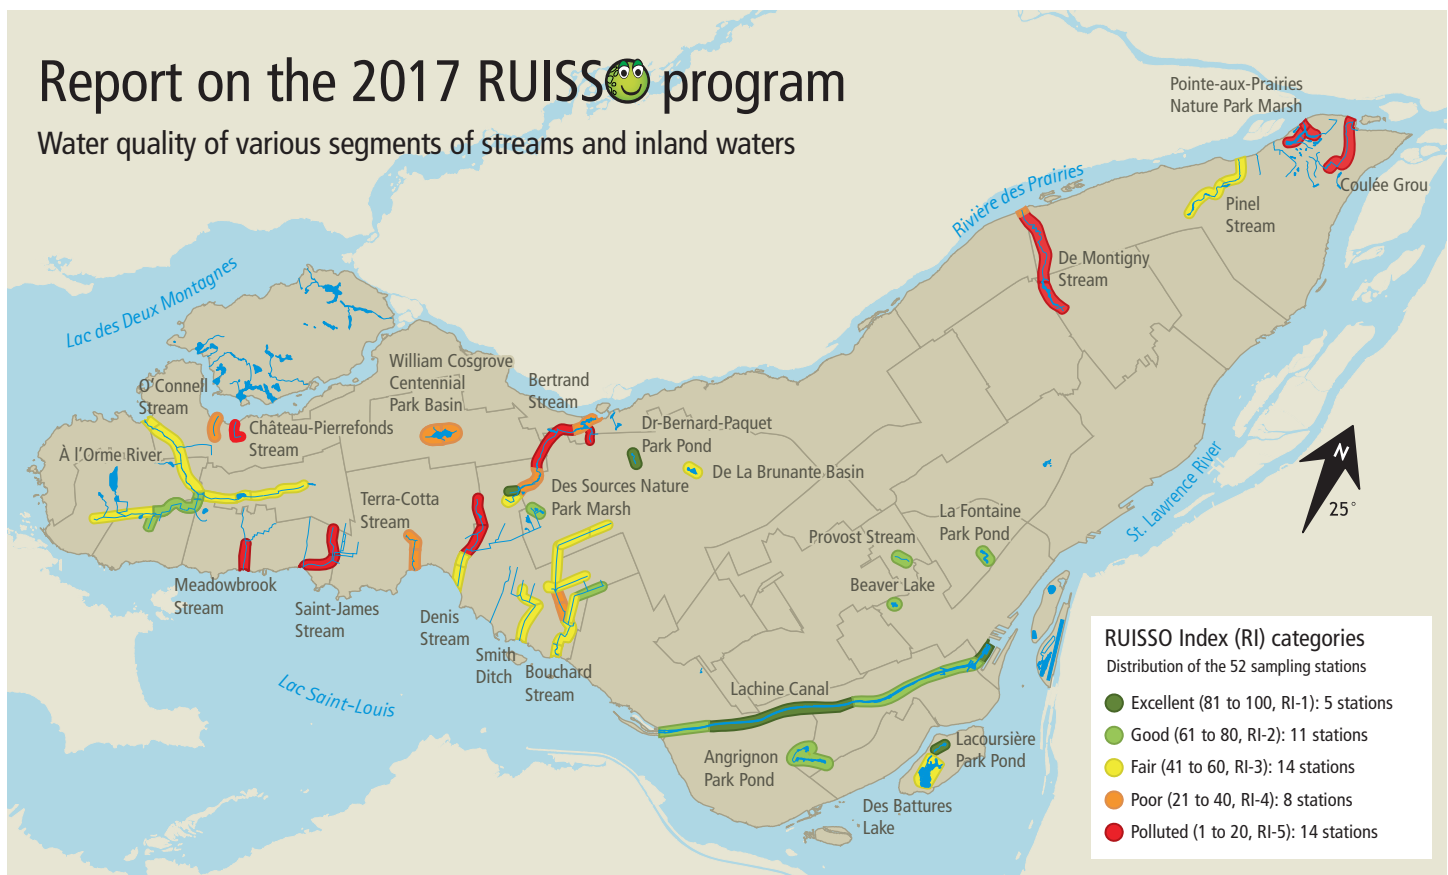 Report on the 2017 RUISSO program
Water quality of various segments of streams and inland waters
Pointe-aux-Prairies
Nature Park Marsh
Coulée Grou
Rivière des Prairies
Pinel
Stream
De Montigny
Stream
Lac des Deux Montagnes
William Cosgrove
Centennial
Park Basin
O'Connell
Stream
Bertrand
Stream
Château-Pierrefonds
Stream
Dr-Bernard-Paquet
Park Pond
À l'Orme River
De La Brunante Basin
Terra-Cotta
Stream
Des Sources Nature
Park Marsh
N
25°
St. Lawrence River
La Fontaine
Park Pond
Provost Stream
Beaver Lake
Meadowbrook
Stream
Saint-James
Stream
Denis
Stream
Smith
Ditch
Bouchard
Stream
Lac Saint-Louis
Lachine Canal
Angrignon
Park Pond
Lacoursière
Park Pond
Des Battures
Lake
RUISSO Index (RI) categories
Distribution of the 52 sampling stations
Excellent (81 to 100, RI-1): 5 stations
Good (61 to 80, RI-2): 11 stations
Fair (41 to 60, RI-3): 14 stations
Poor (21 to 40, RI-4): 8 stations
Polluted (1 to 20, RI-5): 14 stations